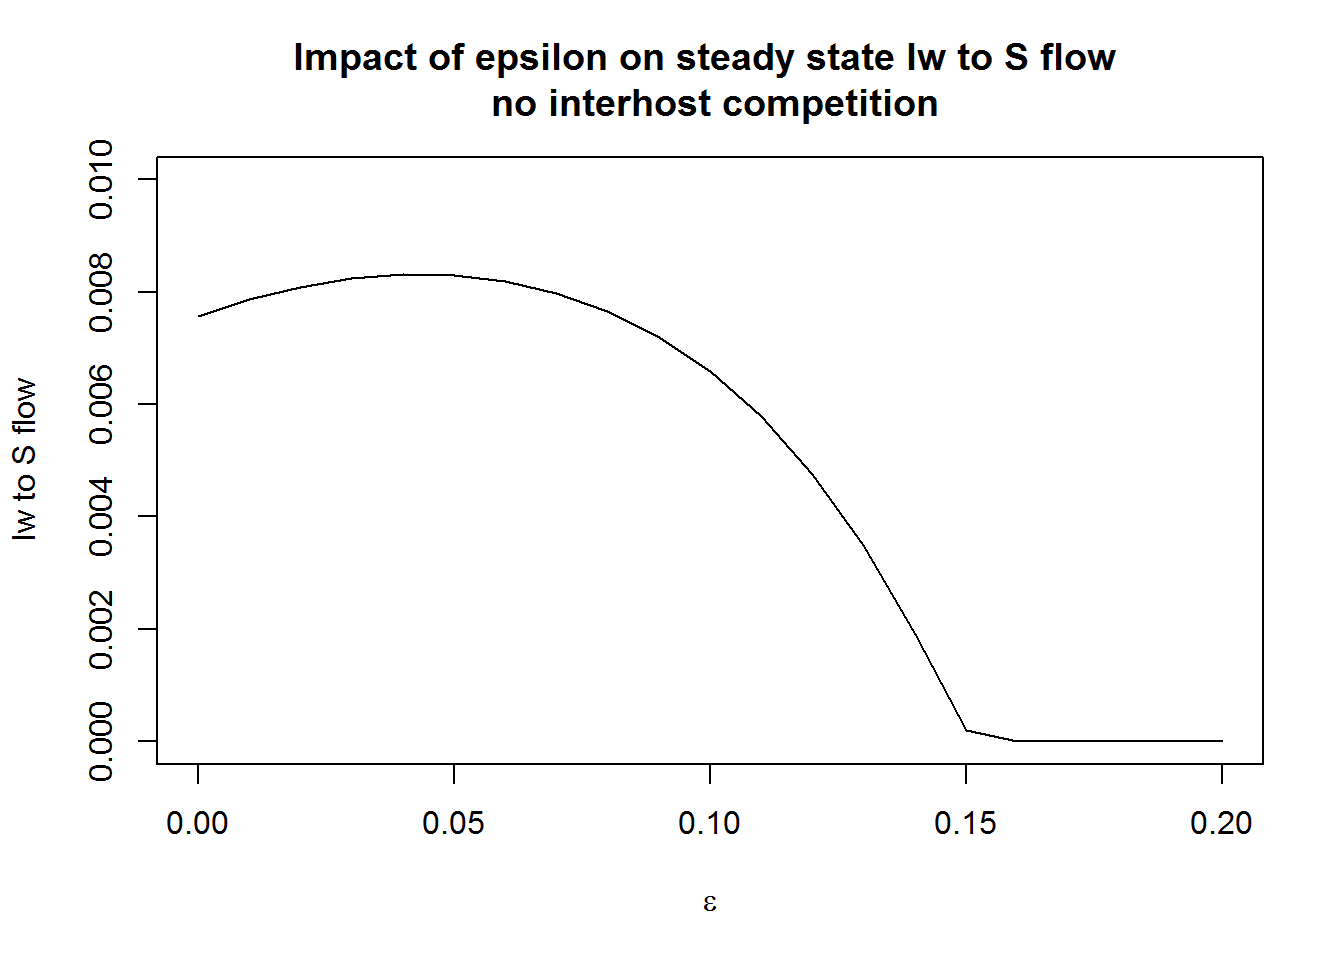 Impact of epsilon on steady state Iw to S flow
no interhost competition
0.010
0.008
0.006
0.004
0.002
0.000
Iw to S flow
0.00 0.05 0.10 0.15 0.20
ε